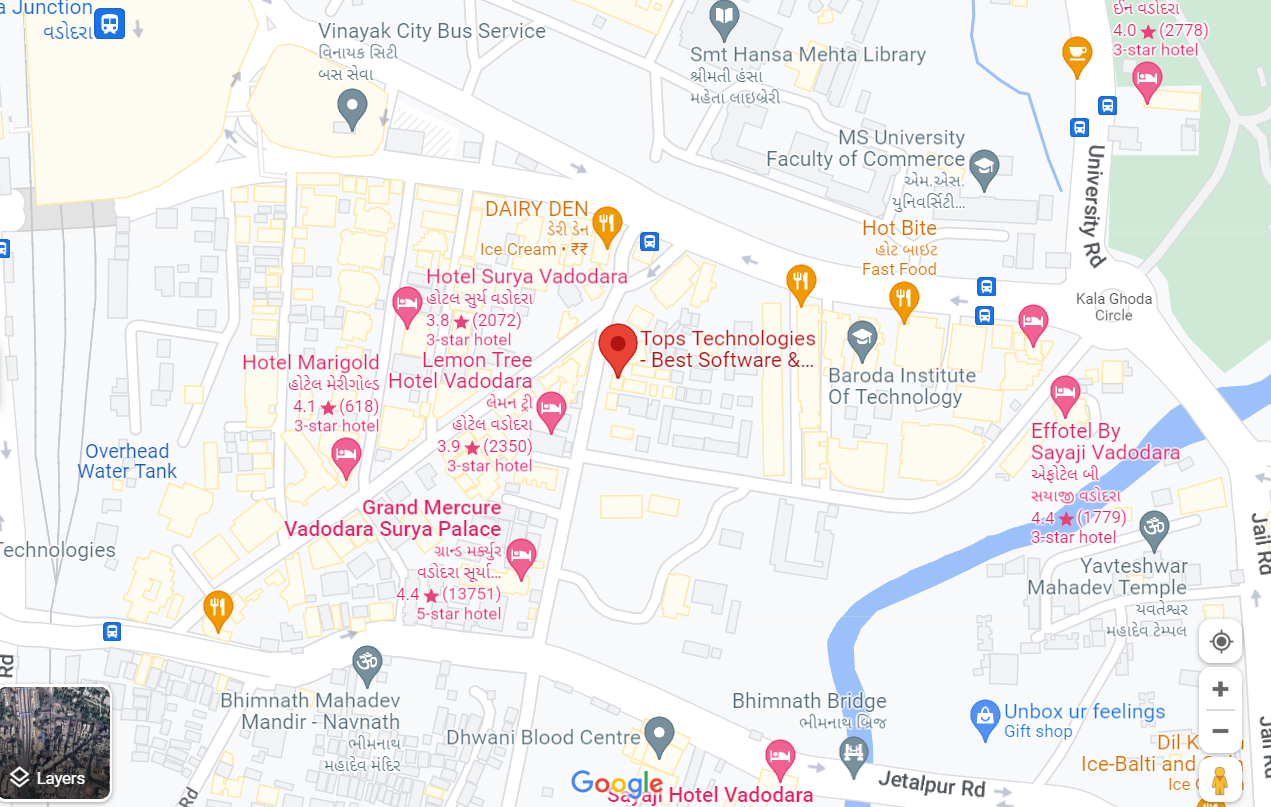 a Junction
વડોદરા
Vinayak City Bus Service
વિનાયક સિટી
બસ સેવા
Smt Hansa Mehta Library
શ્રીમતી હંસા
મહેતા લાઇબ્રેરી
ઈન વડોદરા
4.0 ★ (2778)
3-star hotel
MS University
Faculty of Commerce
એમ.એસ.
યુનિવર્સિટી...
University Rd
DAIRY DEN
ડેરી ડેન
Ice Cream • ₹₹
Hot Bite
હોટ બાઇટ
Fast Food
Kala Ghoda
Circle
Hotel Surya Vadodara
હોટલ સુર્ય વડોદરા
3.8 ★ (2072)
3-star hotel
Tops Technologies
- Best Software &...
Hotel Marigold
હોટેલ મેરીગોલ્ડ
4.1 ★ (618)
3-star hotel
Lemon Tree
Hotel Vadodara
લેમન ટ્રી
હોટેલ વડોદરા
3.9 ★ (2350)
3-star hotel
Baroda Institute
Of Technology
Effotel By
Sayaji Vadodara
એફોટેલ બી
સયાજી વડોદરા
4.4 ★ (1779)
3-star hotel
Overhead
Water Tank
Grand Mercure
Vadodara Surya Palace
ગ્રાન્ડ મર્ક્યુર
વડોદરા સૂર્યા...
4.4 ★ (13751)
5-star hotel
Technologies
Jail Rd
Yavteshwar
Mahadev Temple
યવતેશ્વર
મહાદેવ ટેમ્પલ
Rd
Bhimnath Mahadev
Mandir - Navnath
ભીમનાથ
મહાદેવ મંદિર
Bhimnath Bridge
ભીમનાથ બ્રિજ
Unbox ur feelings
Gift shop
Dhwani Blood Centre
Jail Rd
Dil K
Ice-Balti and
Ice
Layers
Google
Sayaji Hotel Vadodara
Jetalpur Rd
Rd